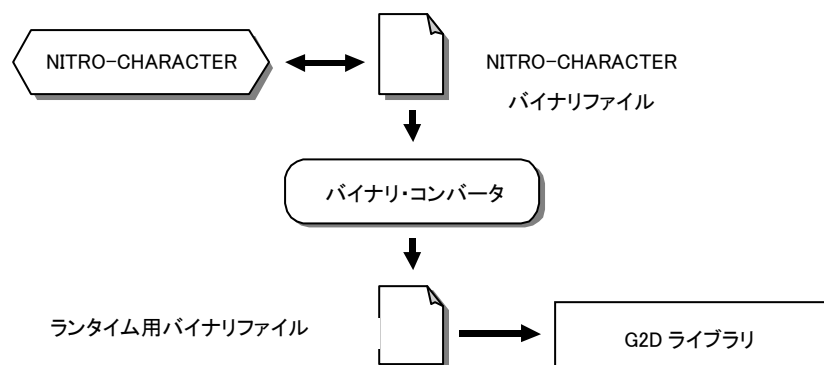 NITRO-CHARACTER
NITRO-CHARACTER
バイナリファイル
バイナリ・コンバータ
ランタイム用バイナリファイル
G2D ライブラリ